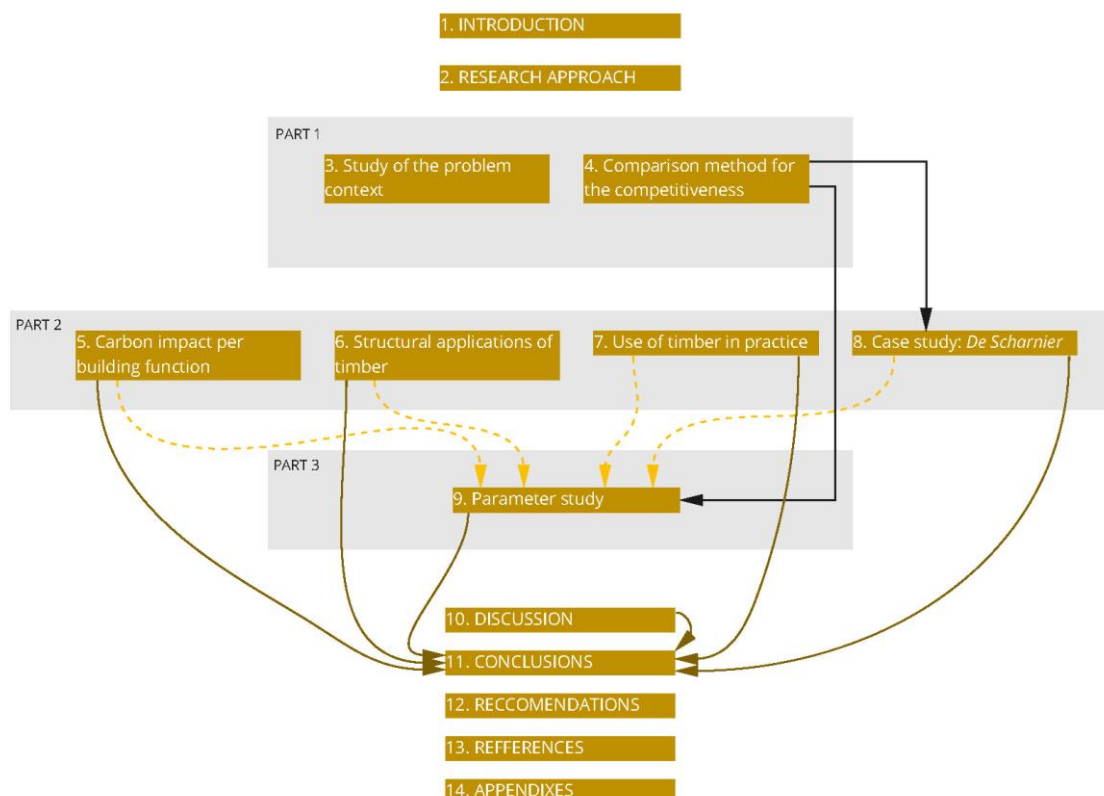 1. INTRODUCTION
2. RESEARCH APPROACH
PART 1
3. Study of the problem
context
4. Comparison method for
the competitiveness
PART 2
5. Carbon impact per
building function
6. Structural applications of
timber
7. Use of timber in practice
8. Case study: De Scharnier
PART 3
9. Parameter study
10. DISCUSSION
11. CONCLUSIONS
12. RECCOMENDATIONS
13. REFFERENCES
14. APPENDIXES